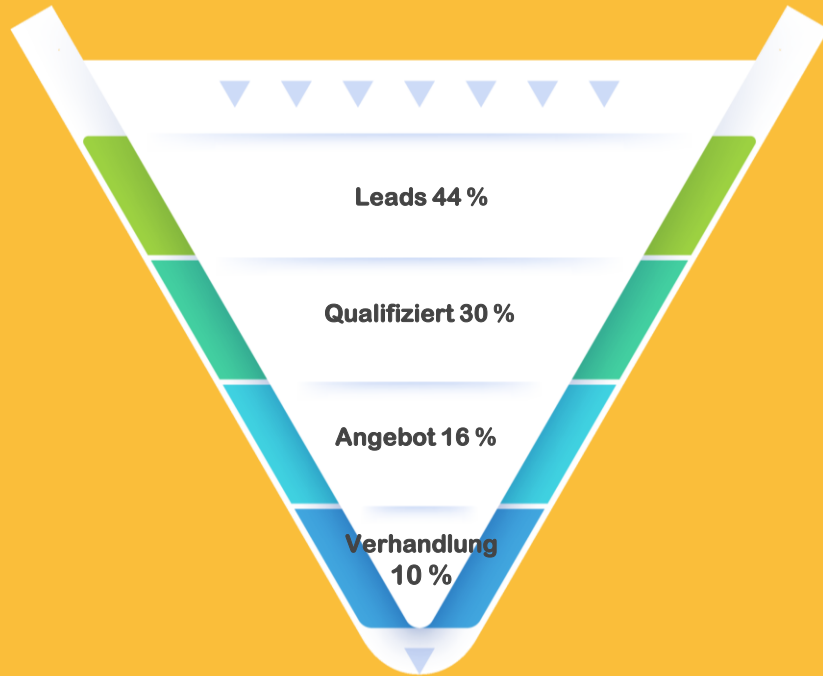 Leads 44 %
Qualifiziert 30 %
Angebot 16 %
Verhandlung
10 %